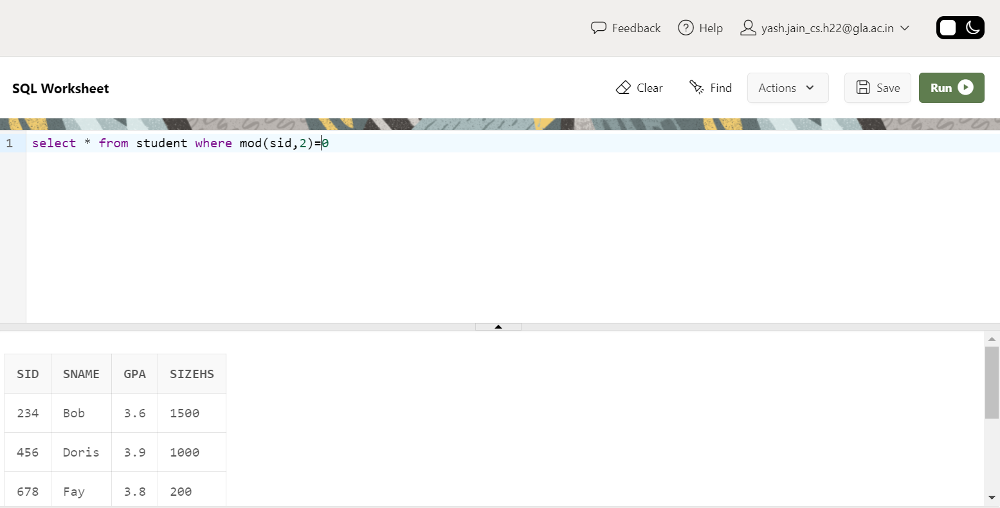 Feedback Help yash.jain_cs.h22@gla.ac.in
SQL Worksheet Clear Find Actions Save Run
1 select * from student where mod(sid,2)=0
SID SNAME GPA SIZEHS
234 Bob 3.6 1500
456 Doris 3.9 1000
678 Fay 3.8 200